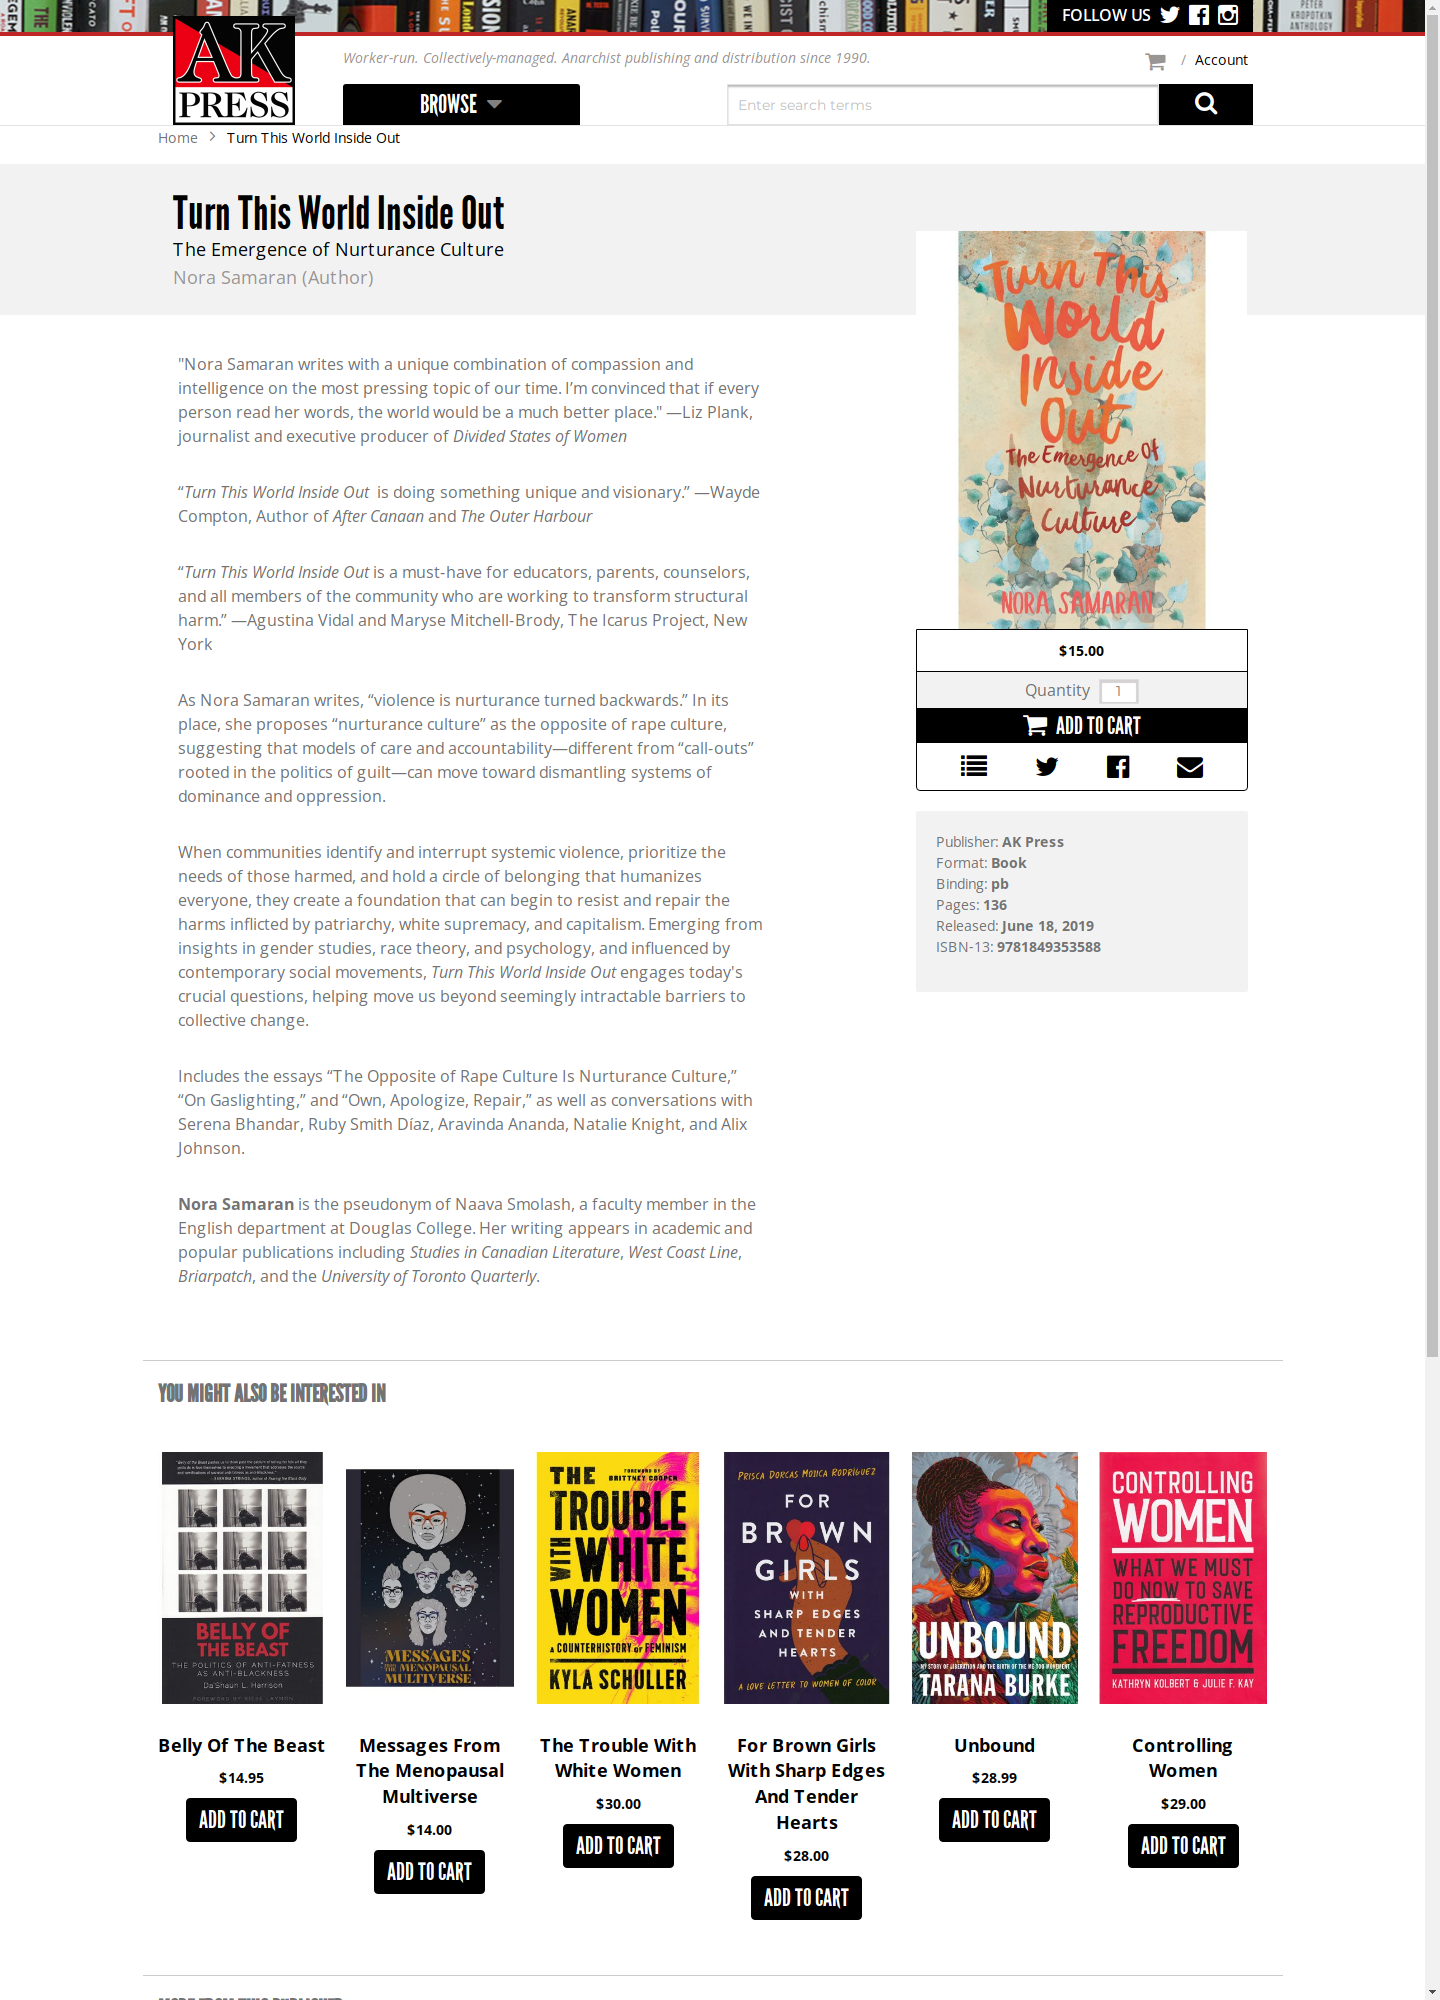 FOLLOW US
AK PRESS
Worker-run. Collectively-managed. Anarchist publishing and distribution since 1990.
/ Account
BROWSE
Enter search terms
Home > Turn This World Inside Out
Turn This World Inside Out
The Emergence of Nurturance Culture
Nora Samaran (Author)
"Nora Samaran writes with a unique combination of compassion and
intelligence on the most pressing topic of our time. I’m convinced that if every
person read her words, the world would be a much better place." —Liz Plank,
journalist and executive producer of Divided States of Women
“Turn This World Inside Out is doing something unique and visionary.” —Wayde
Compton, Author of After Canaan and The Outer Harbour
“Turn This World Inside Out is a must-have for educators, parents, counselors,
and all members of the community who are working to transform structural
harm.” —Agustina Vidal and Maryse Mitchell-Brody, The Icarus Project, New
York
As Nora Samaran writes, “violence is nurturance turned backwards.” In its
place, she proposes “nurturance culture” as the opposite of rape culture,
suggesting that models of care and accountability—different from “call-outs”
rooted in the politics of guilt—can move toward dismantling systems of
dominance and oppression.
When communities identify and interrupt systemic violence, prioritize the
needs of those harmed, and hold a circle of belonging that humanizes
everyone, they create a foundation that can begin to resist and repair the
harms inflicted by patriarchy, white supremacy, and capitalism. Emerging from
insights in gender studies, race theory, and psychology, and influenced by
contemporary social movements, Turn This World Inside Out engages today's
crucial questions, helping move us beyond seemingly intractable barriers to
collective change.
Includes the essays “The Opposite of Rape Culture Is Nurturance Culture,”
“On Gaslighting,” and “Own, Apologize, Repair,” as well as conversations with
Serena Bhandar, Ruby Smith Díaz, Aravinda Ananda, Natalie Knight, and Alix
Johnson.
Nora Samaran is the pseudonym of Naava Smolash, a faculty member in the
English department at Douglas College. Her writing appears in academic and
popular publications including Studies in Canadian Literature, West Coast Line,
Briarpatch, and the University of Toronto Quarterly.
Turn This
World
Inside
Out
The Emergence Of
Nurturance
Culture
NORA SAMARAN
$15.00
Quantity 1
ADD TO CART
Publisher: AK Press
Format: Book
Binding: pb
Pages: 136
Released: June 18, 2019
ISBN-13: 9781849353588
YOU MIGHT ALSO BE INTERESTED IN
BELLY OF
THE BEAST
THE POLITICS OF ANTI-FATNESS
AS ANTI-BLACKNESS
Da'Shaun L. Harrison
FOREWORD BY KIESE LAYMON
Belly Of The Beast
$14.95
ADD TO CART
MESSAGES
FROM THE MENOPAUSAL
MULTIVERSE
Messages From
The Menopausal
Multiverse
$14.00
ADD TO CART
THE
FOREWORD BY
BRITTNEY COOPER
TROUBLE
WITH WHITE
WOMEN
A COUNTERHISTORY OF FEMINISM
KYLA SCHULLER
The Trouble With
White Women
$30.00
ADD TO CART
PRISCA DORCAS MOJICA RODRÍGUEZ
FOR
BROWN
GIRLS
WITH
SHARP EDGES
AND TENDER
HEARTS
A LOVE LETTER TO WOMEN OF COLOR
For Brown Girls
With Sharp Edges
And Tender
Hearts
$28.00
ADD TO CART
UNBOUND
MY STORY OF LIBERATION AND THE BIRTH OF THE ME TOO MOVEMENT
TARANA BURKE
Unbound
$28.99
ADD TO CART
CONTROLLING
WOMEN
WHAT WE MUST
DO NOW TO SAVE
REPRODUCTIVE
FREEDOM
KATHRYN KOLBERT & JULIE F. KAY
Controlling
Women
$29.00
ADD TO CART